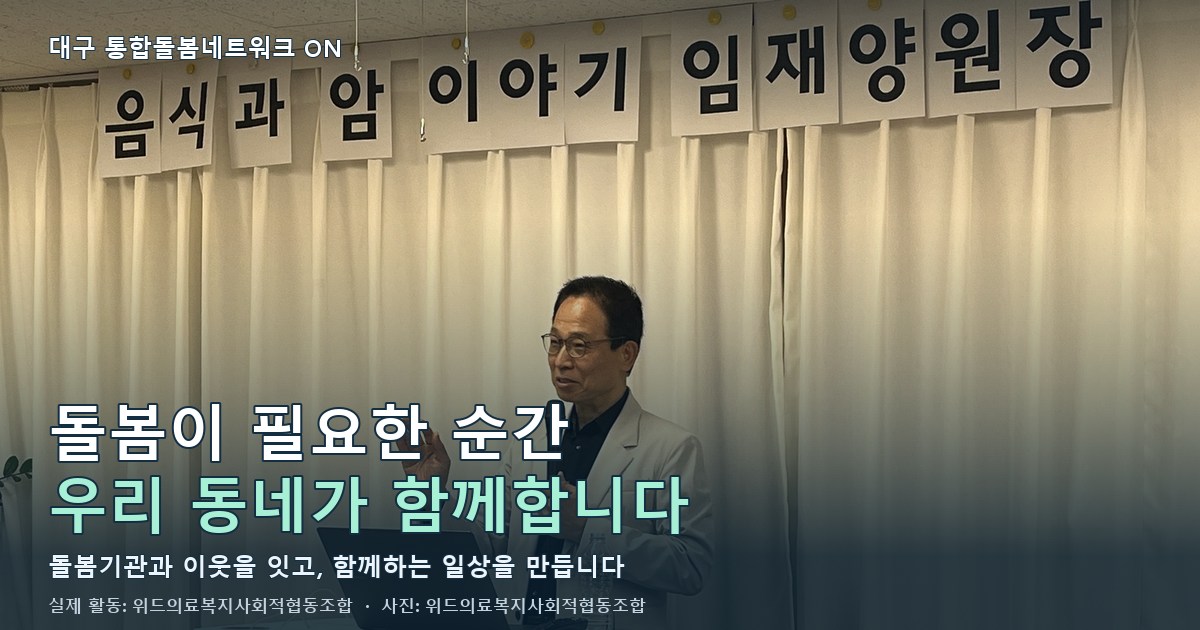 대구 통합돌봄네트워크 ON
음식과 암 이야기 임재양원장
돌봄이 필요한 순간
우리 동네가 함께합니다
돌봄기관과 이웃을 잇고, 함께하는 일상을 만듭니다
실제 활동: 위드의료복지사회적협동조합 · 사진: 위드의료복지사회적협동조합